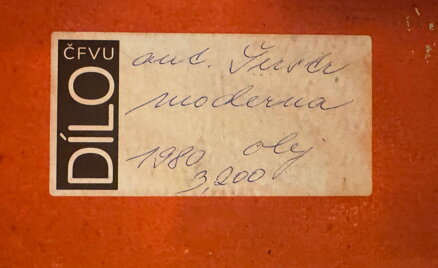 ČFVU
DÍLO
aut.
moderna
1980 olej
3,200